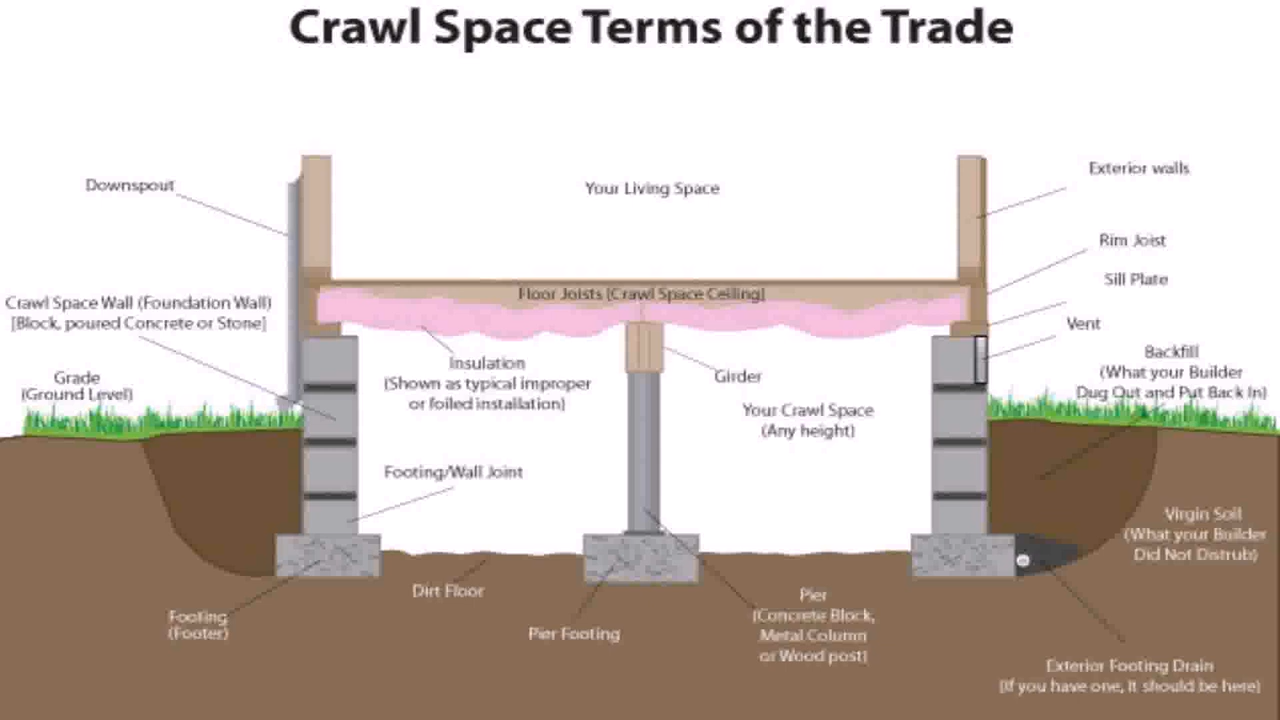 Crawl Space Terms of the Trade
Downspout
Your Living Space
Exterior walls
Rim Joist
Sill Plate
Floor Joists [Crawl Space Ceiling]
Crawl Space Wall (Foundation Wall)
[Block, poured Concrete or Stone]
Vent
Insulation
(Shown as typical improper
or foiled installation)
Girder
Backfill
(What your Builder
Dug Out and Put Back In)
Grade
(Ground Level)
Your Crawl Space
(Any height)
Footing/Wall Joint
Virgin Soil
(What your Builder
Did Not Distrub)
Dirt Floor
Footing
(Footer)
Pier Footing
Pier
(Concrete Block,
Metal Column
or Wood post)
Exterior Footing Drain
(If you have one, it should be here)